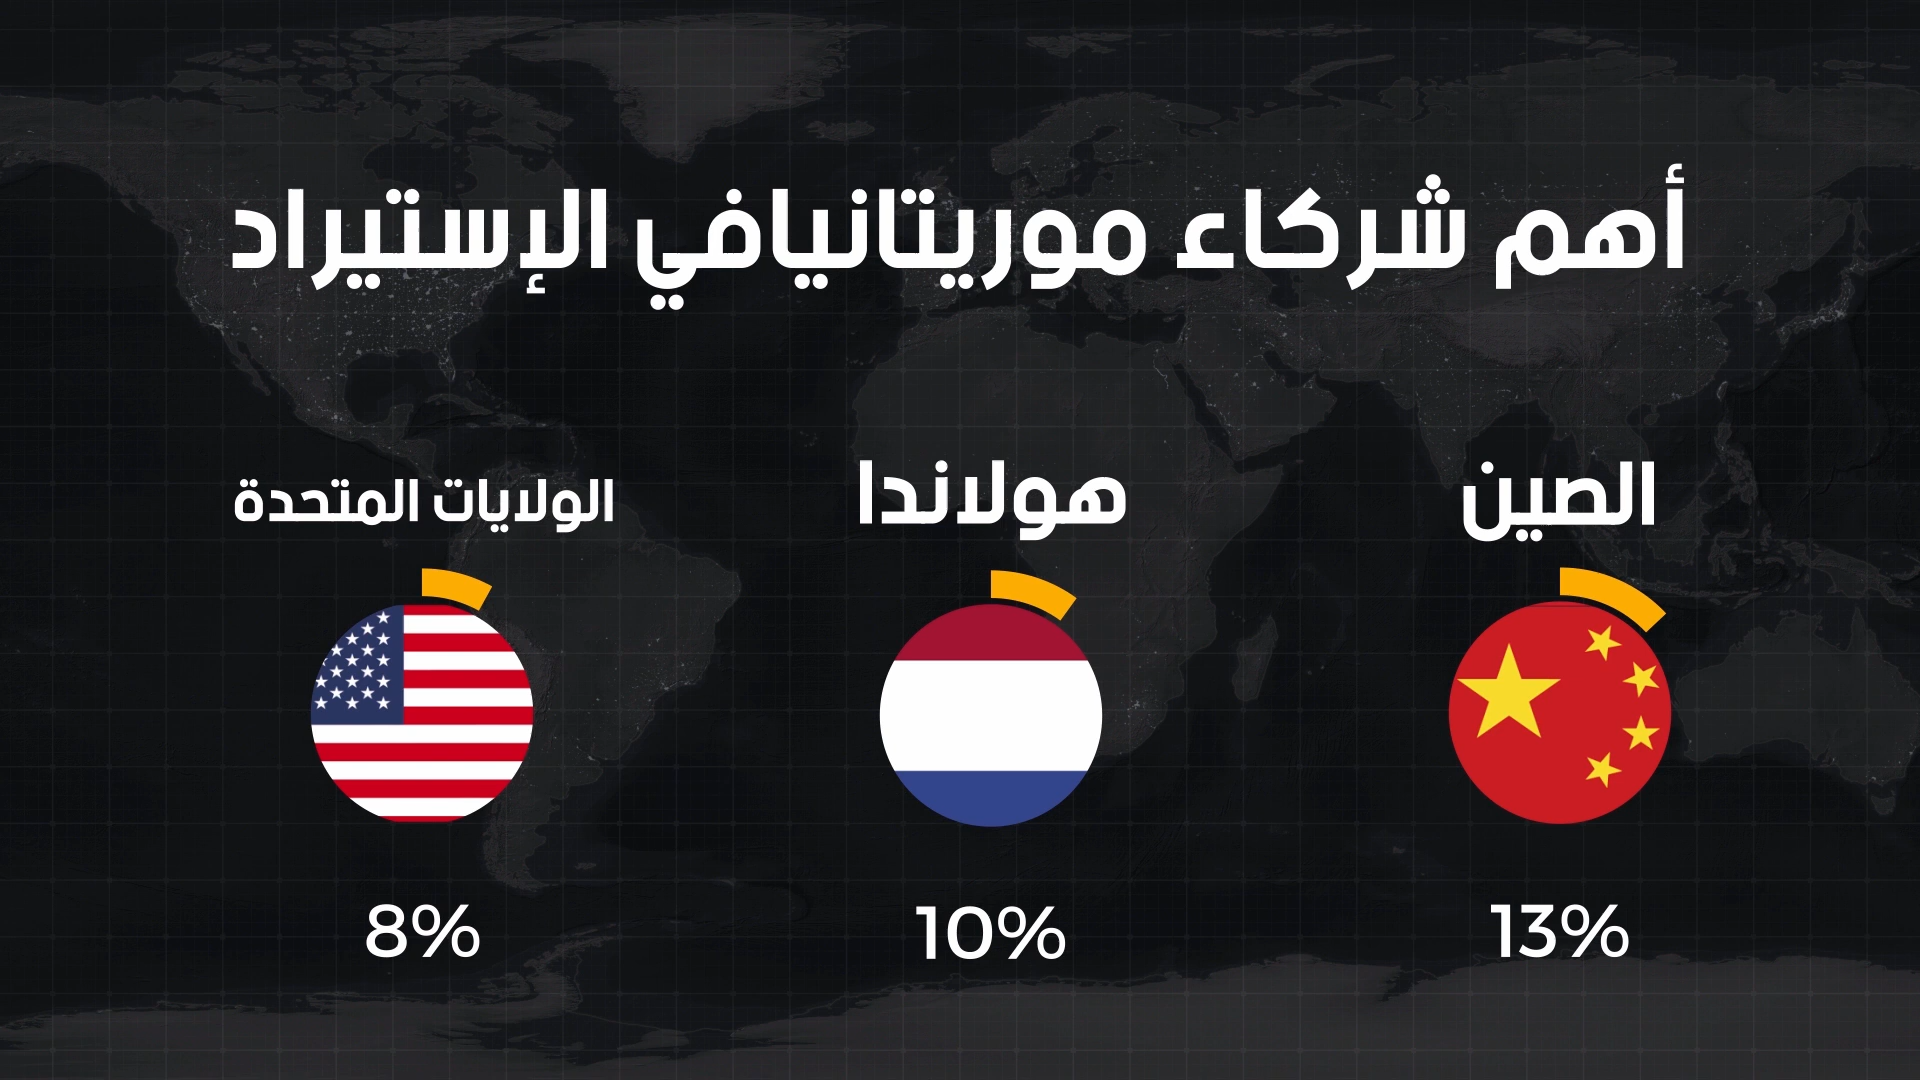 أهم شركاء موريتانيافي الإستيراد
الصين
هولاندا
الولايات المتحدة
13%
10%
8%